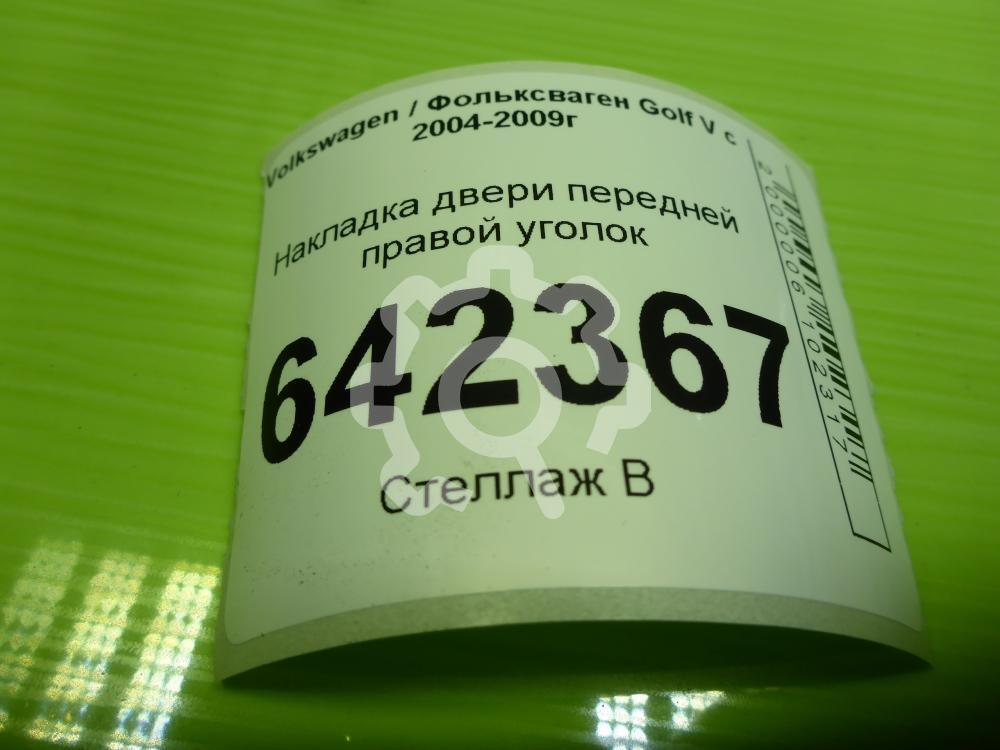 Volkswagen / Фольксваген Golf V с
2004-2009г
Накладка двери передней
правой уголок
642367
Стеллаж В
2000006102317